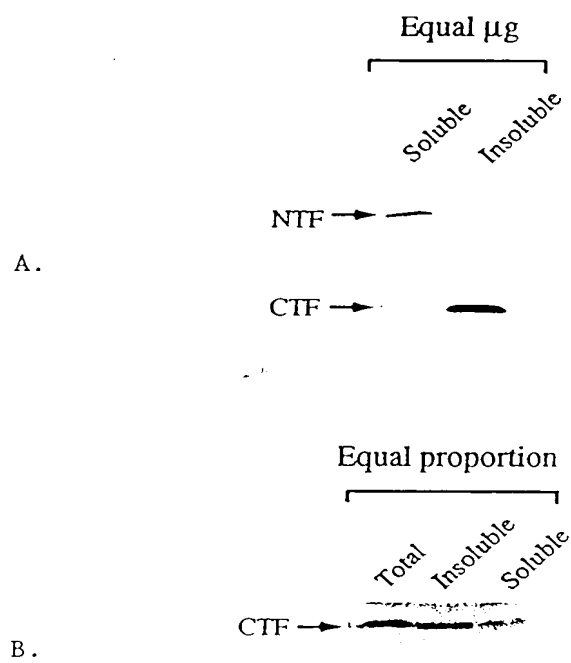 Equal µg
Soluble
Insoluble
NTF
A.
CTF
Equal proportion
Total
Insoluble
Soluble
CTF
B.